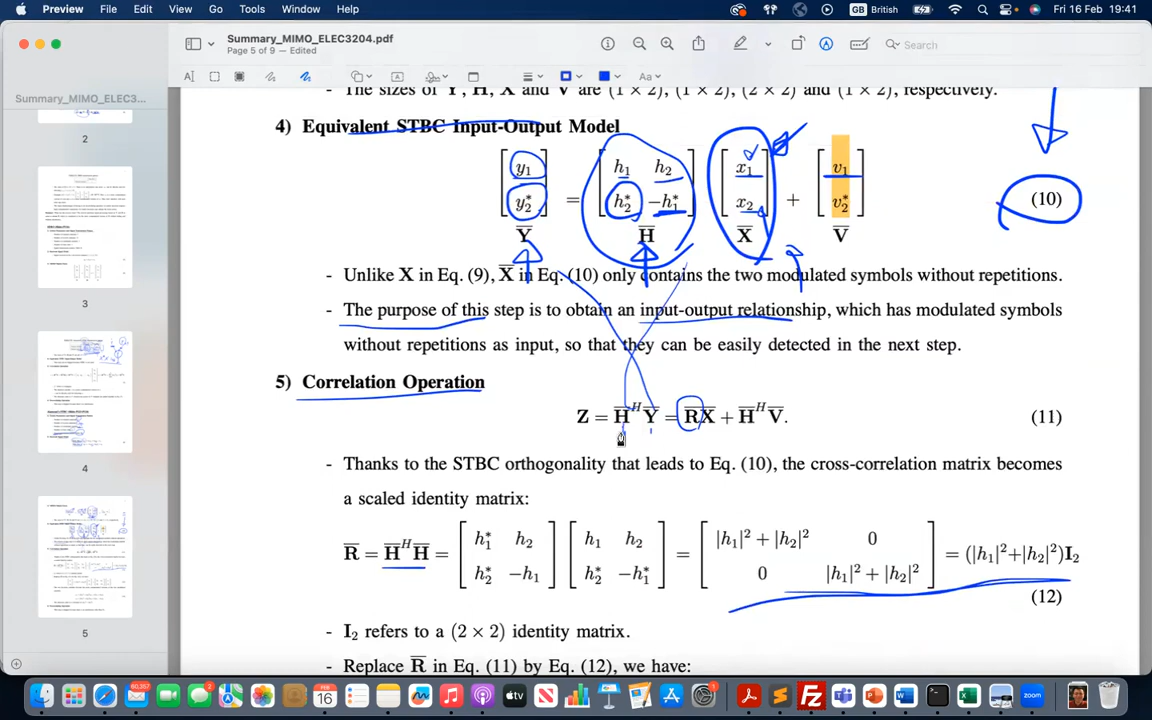 Preview File Edit View Go Tools Window Help British Fri 16 Feb 19:41
Summary_MIMO_ELEC3204.pdf
Page 5 of 9 — Edited
Search
Aa
Summary_MIMO_ELEC3...
2
3
4
5
- The sizes of Y, H, X and V are (1 × 2), (1 × 2), (2 × 2) and (1 × 2), respectively.
4) Equivalent STBC Input-Output Model
[ y₁ ; y₂* ] = [ h₁ h₂ ; h₂* −h₁* ] [ x₁ ; x₂ ] + [ v₁ ; v₂* ] (10)
Y̅ H̅ X̅ V̅
- Unlike X in Eq. (9), X̅ in Eq. (10) only contains the two modulated symbols without repetitions.
- The purpose of this step is to obtain an input-output relationship, which has modulated symbols
without repetitions as input, so that they can be easily detected in the next step.
5) Correlation Operation
Z = H̅ᴴY̅ = R̅X̅ + H̅ᴴV̅. (11)
- Thanks to the STBC orthogonality that leads to Eq. (10), the cross-correlation matrix becomes
a scaled identity matrix:
R̅ = H̅ᴴH̅ = [ h₁* h₂ ; h₂* −h₁ ] [ h₁ h₂ ; h₂* −h₁* ] = [ |h₁|² + |h₂|² 0 ; 0 |h₁|² + |h₂|² ] = (|h₁|²+|h₂|²)I₂
(12)
- I₂ refers to a (2 × 2) identity matrix.
- Replace R̅ in Eq. (11) by Eq. (12), we have:
FEB
16
tv
zoom